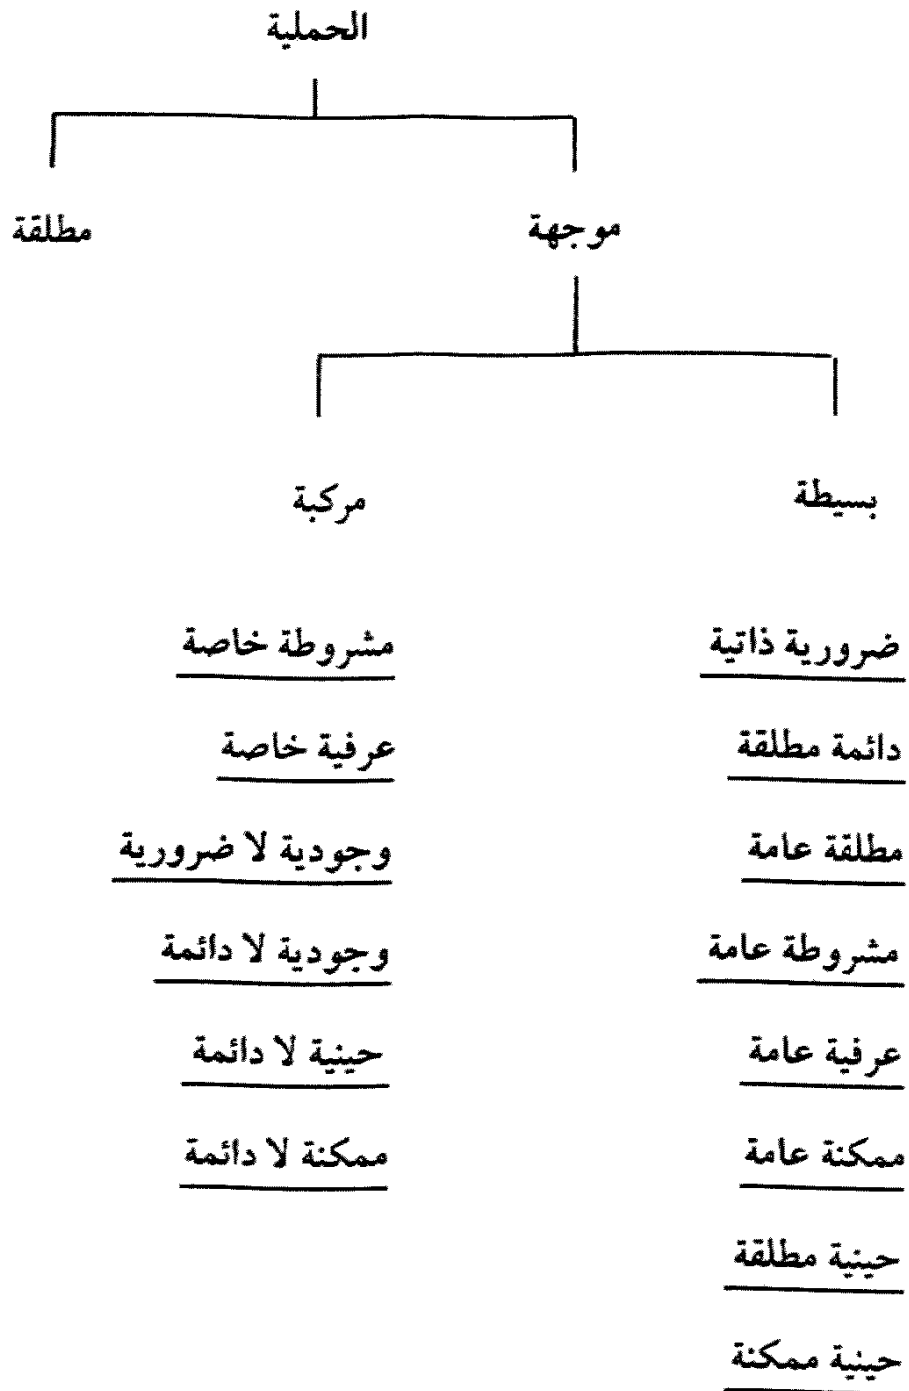 الحملية
موجهة
مطلقة
بسيطة
مركبة
ضرورية ذاتية
دائمة مطلقة
مطلقة عامة
مشروطة عامة
عرفية عامة
ممكنة عامة
حينية مطلقة
حينية ممكنة
مشروطة خاصة
عرفية خاصة
وجودية لا ضرورية
وجودية لا دائمة
حينية لا دائمة
ممكنة لا دائمة